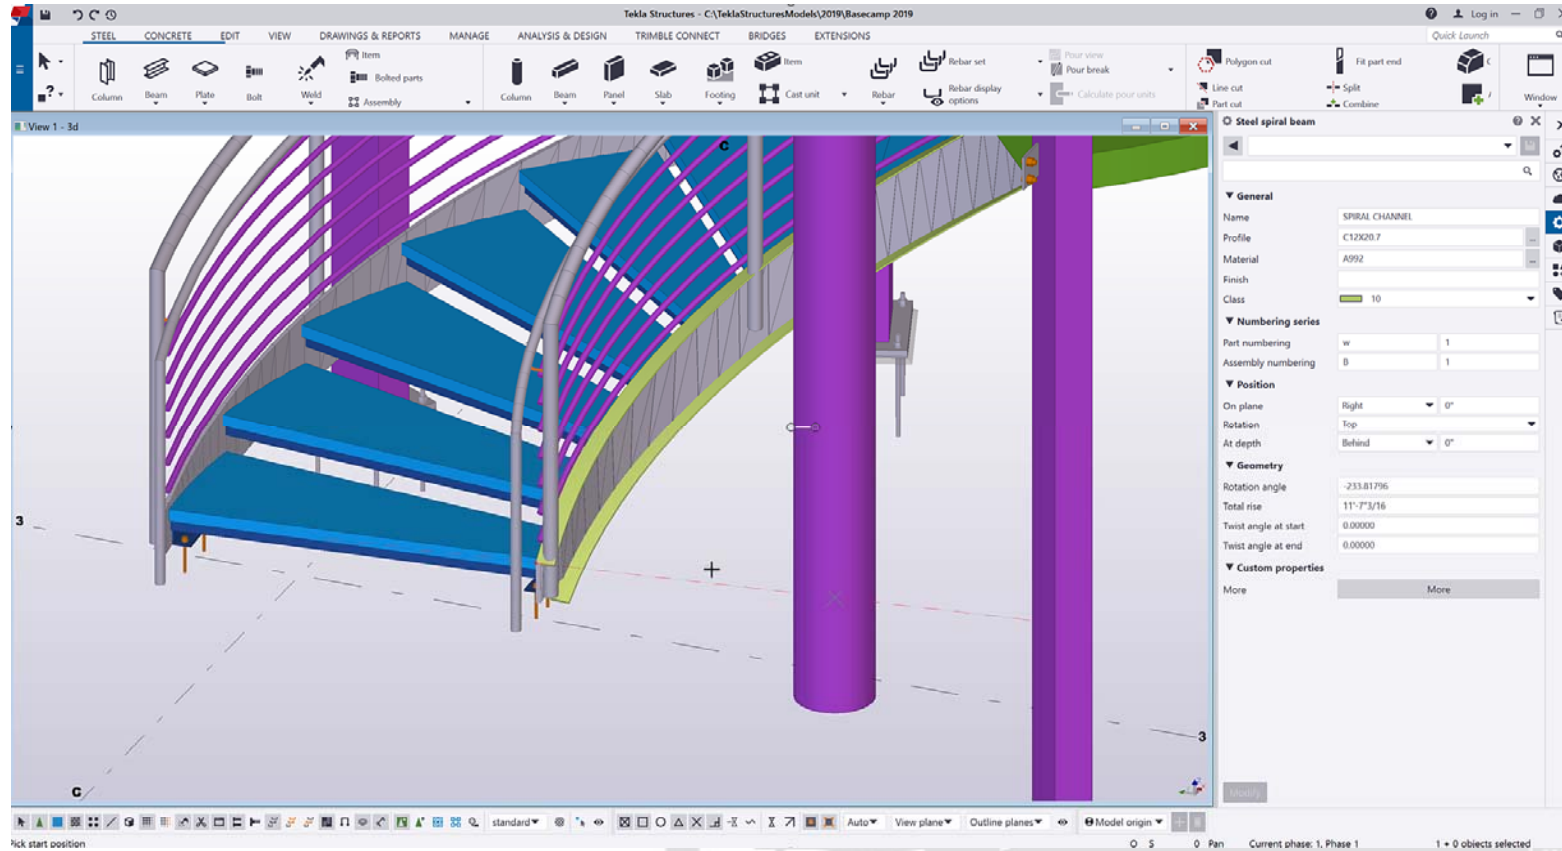 Tekla Structures - C:\TeklaStructuresModels\2019\Basecamp 2019
Log in
STEEL CONCRETE EDIT VIEW DRAWINGS & REPORTS MANAGE ANALYSIS & DESIGN TRIMBLE CONNECT BRIDGES EXTENSIONS
Quick Launch
Column Beam Plate Bolt Weld
Item
Bolted parts
Assembly
Column Beam Panel Slab Footing
Item
Cast unit
Rebar
Rebar set
Rebar display
options
Pour view
Pour break
Calculate pour units
Polygon cut
Line cut
Part cut
Fit part end
Split
Combine
Window
View 1 - 3d
C
3
3
C
Steel spiral beam
General
Name SPIRAL CHANNEL
Profile C12X20.7
Material A992
Finish
Class 10
Numbering series
Part numbering w 1
Assembly numbering B 1
Position
On plane Right 0"
Rotation Top
At depth Behind 0"
Geometry
Rotation angle -233.81796
Total rise 11'-7"3/16
Twist angle at start 0.00000
Twist angle at end 0.00000
Custom properties
More More
Modify
standard Auto View plane Outline planes Model origin
Pick start position
O S 0 Pan Current phase: 1, Phase 1 1 + 0 objects selected